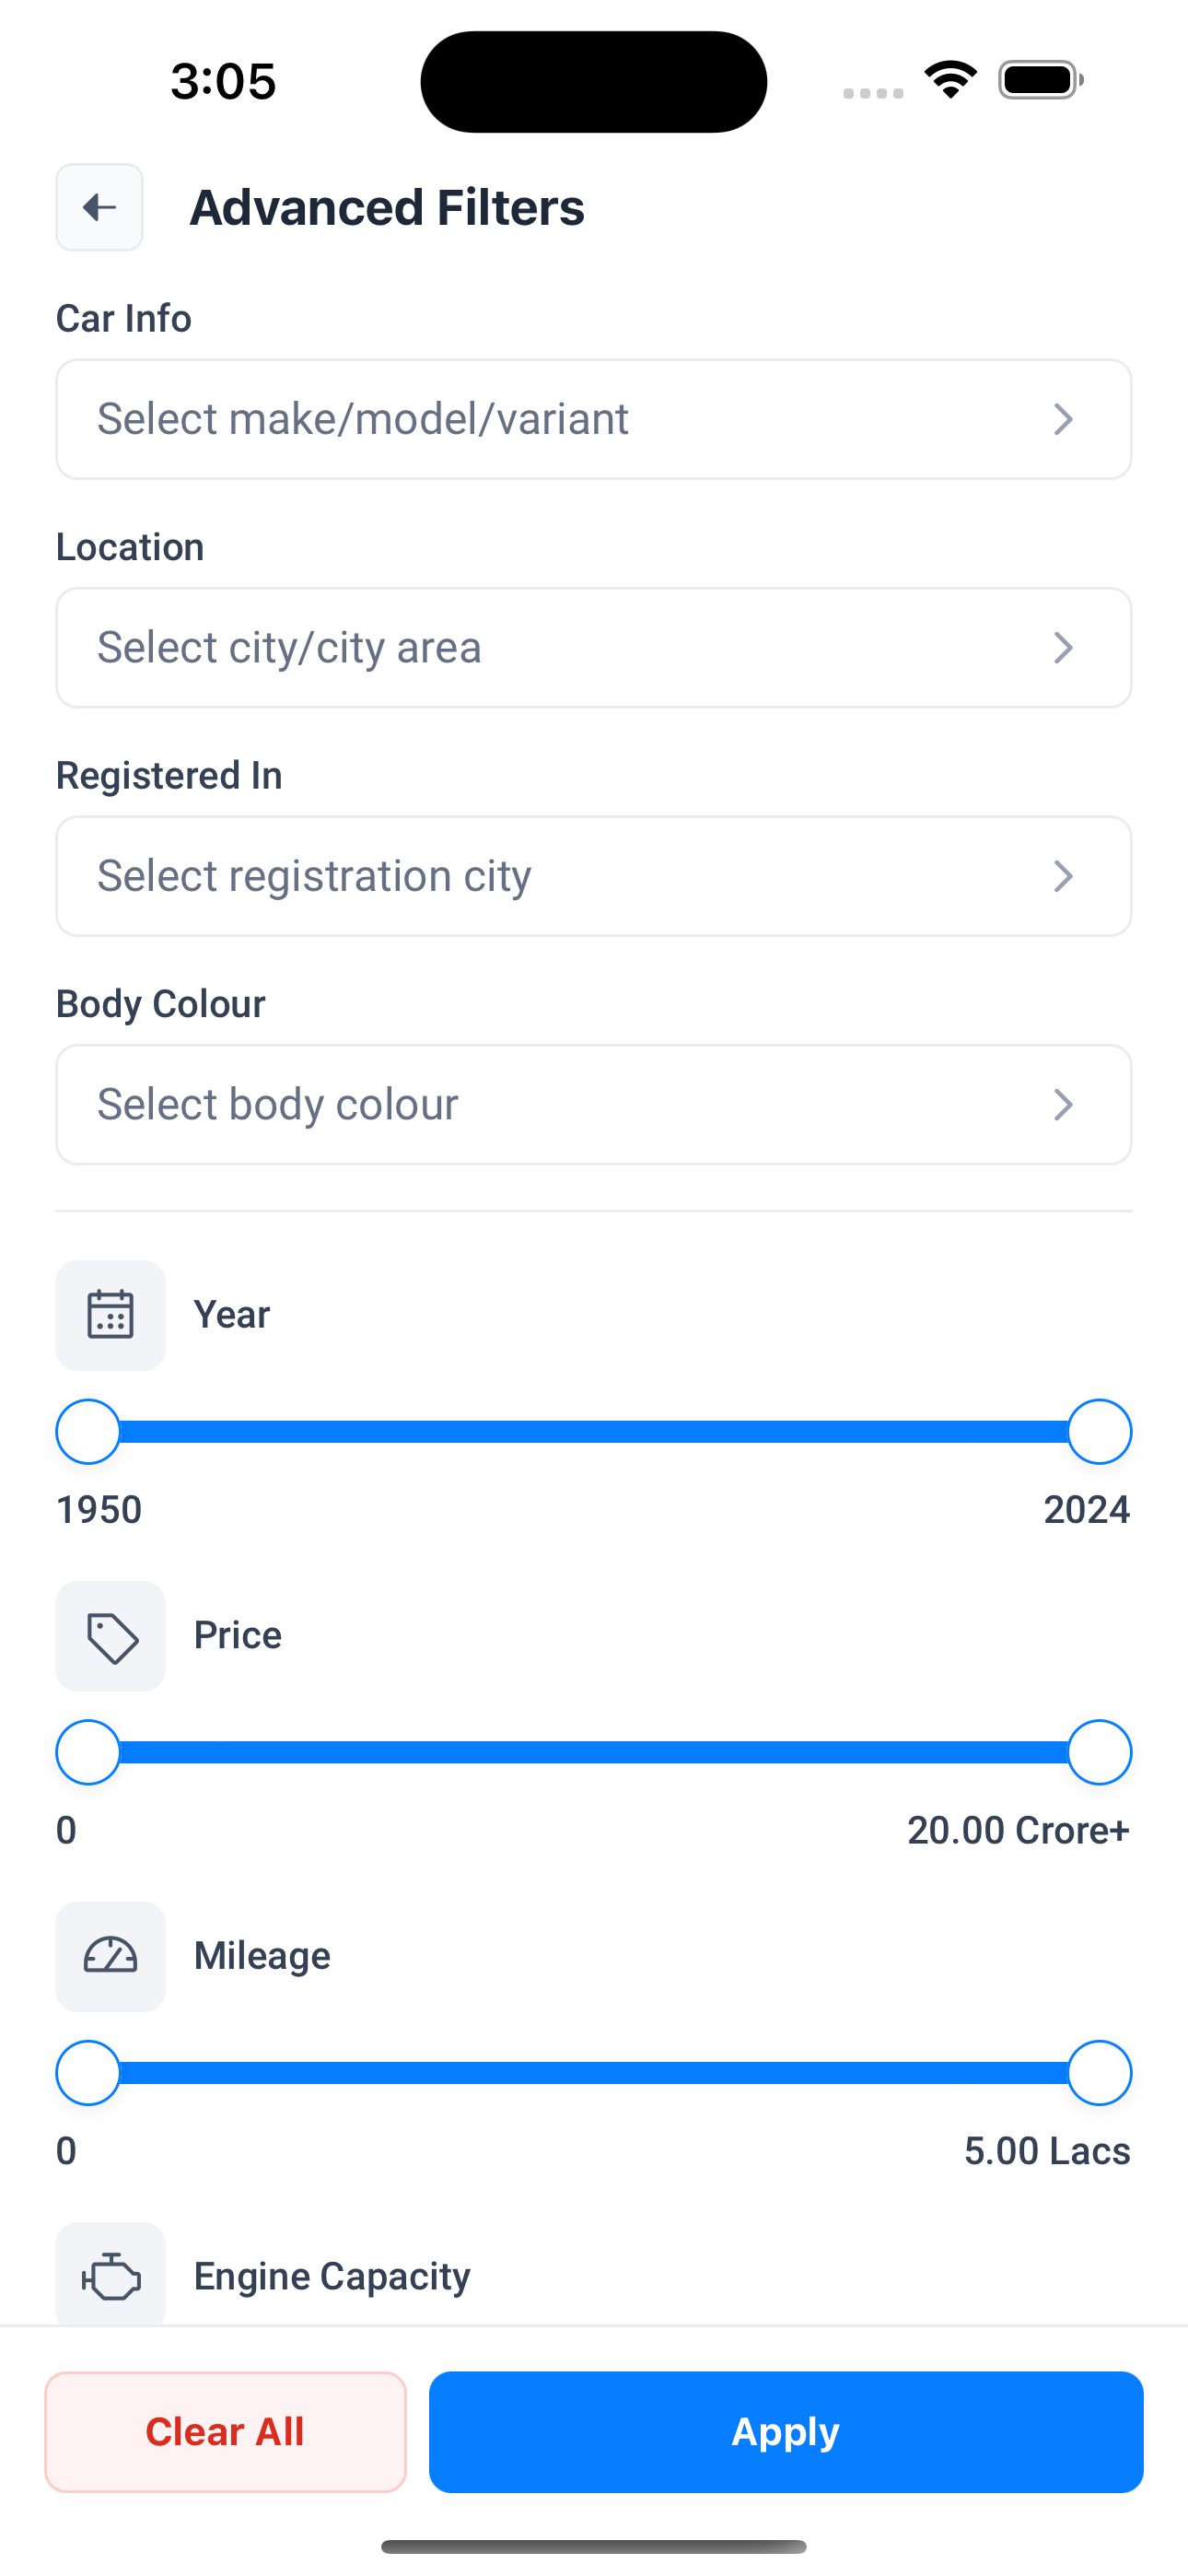 3:05
Advanced Filters
Car Info
Select make/model/variant
Location
Select city/city area
Registered In
Select registration city
Body Colour
Select body colour
Year
1950 2024
Price
0 20.00 Crore+
Mileage
0 5.00 Lacs
Engine Capacity
Clear All Apply